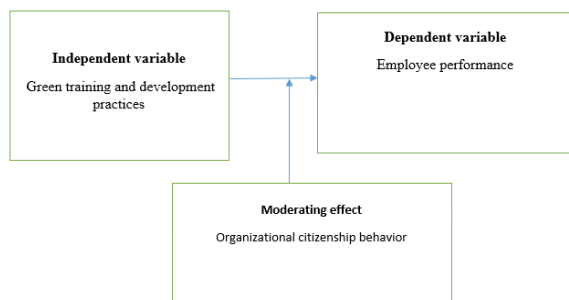 Independent variable
Green training and development
practices
Dependent variable
Employee performance
Moderating effect
Organizational citizenship behavior